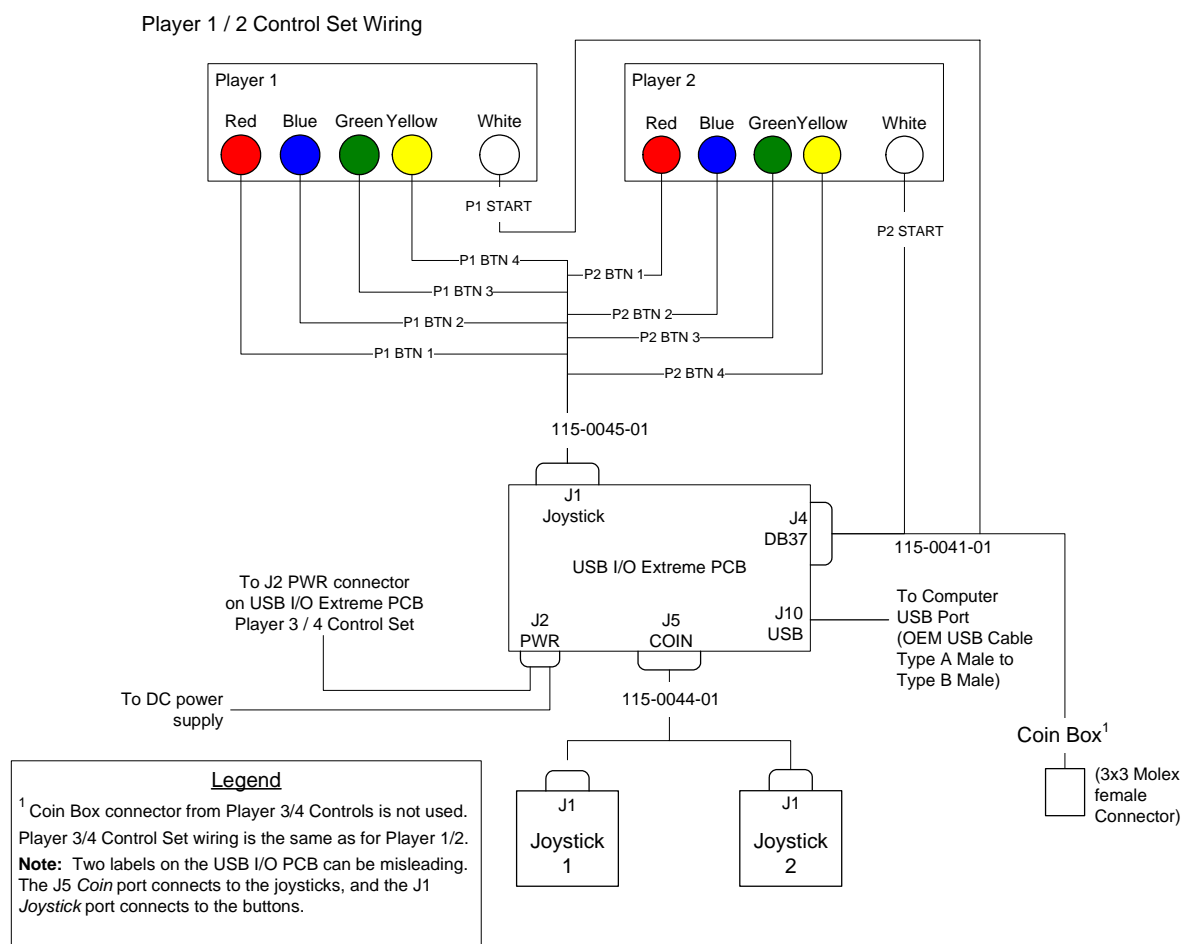 Player 1 / 2 Control Set Wiring
Player 1
Red Blue Green Yellow White
Player 2
Red Blue Green Yellow White
P1 START
P2 START
P1 BTN 4
P2 BTN 1
P1 BTN 3
P2 BTN 2
P1 BTN 2
P2 BTN 3
P1 BTN 1
P2 BTN 4
115-0045-01
J1
Joystick
J4
DB37
115-0041-01
USB I/O Extreme PCB
To J2 PWR connector
on USB I/O Extreme PCB
Player 3 / 4 Control Set
J2
PWR
J5
COIN
J10
USB
To Computer
USB Port
(OEM USB Cable
Type A Male to
Type B Male)
To DC power
supply
115-0044-01
Coin Box¹
(3x3 Molex
female
Connector)
J1
Joystick
1
J1
Joystick
2
Legend
¹ Coin Box connector from Player 3/4 Controls is not used.
Player 3/4 Control Set wiring is the same as for Player 1/2.
Note: Two labels on the USB I/O PCB can be misleading.
The J5 Coin port connects to the joysticks, and the J1
Joystick port connects to the buttons.